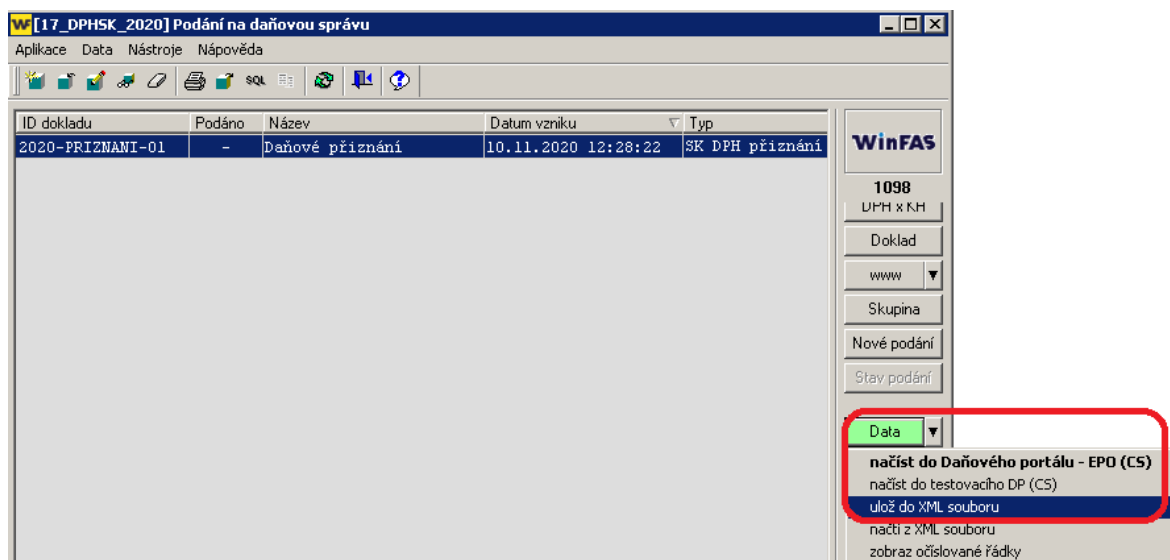 WF [17_DPHSK_2020] Podání na daňovou správu
Aplikace Data Nástroje Nápověda
SQL
ID dokladu Podáno Název Datum vzniku Typ
2020-PRIZNANI-01 - Daňové přiznání 10.11.2020 12:28:22 SK DPH přiznání
WinFAS
1098
DPH x KH
Doklad
www
Skupina
Nové podání
Stav podání
Data
načíst do Daňového portálu - EPO (CS)
načíst do testovacího DP (CS)
ulož do XML souboru
načti z XML souboru
zobraz očíslované řádky